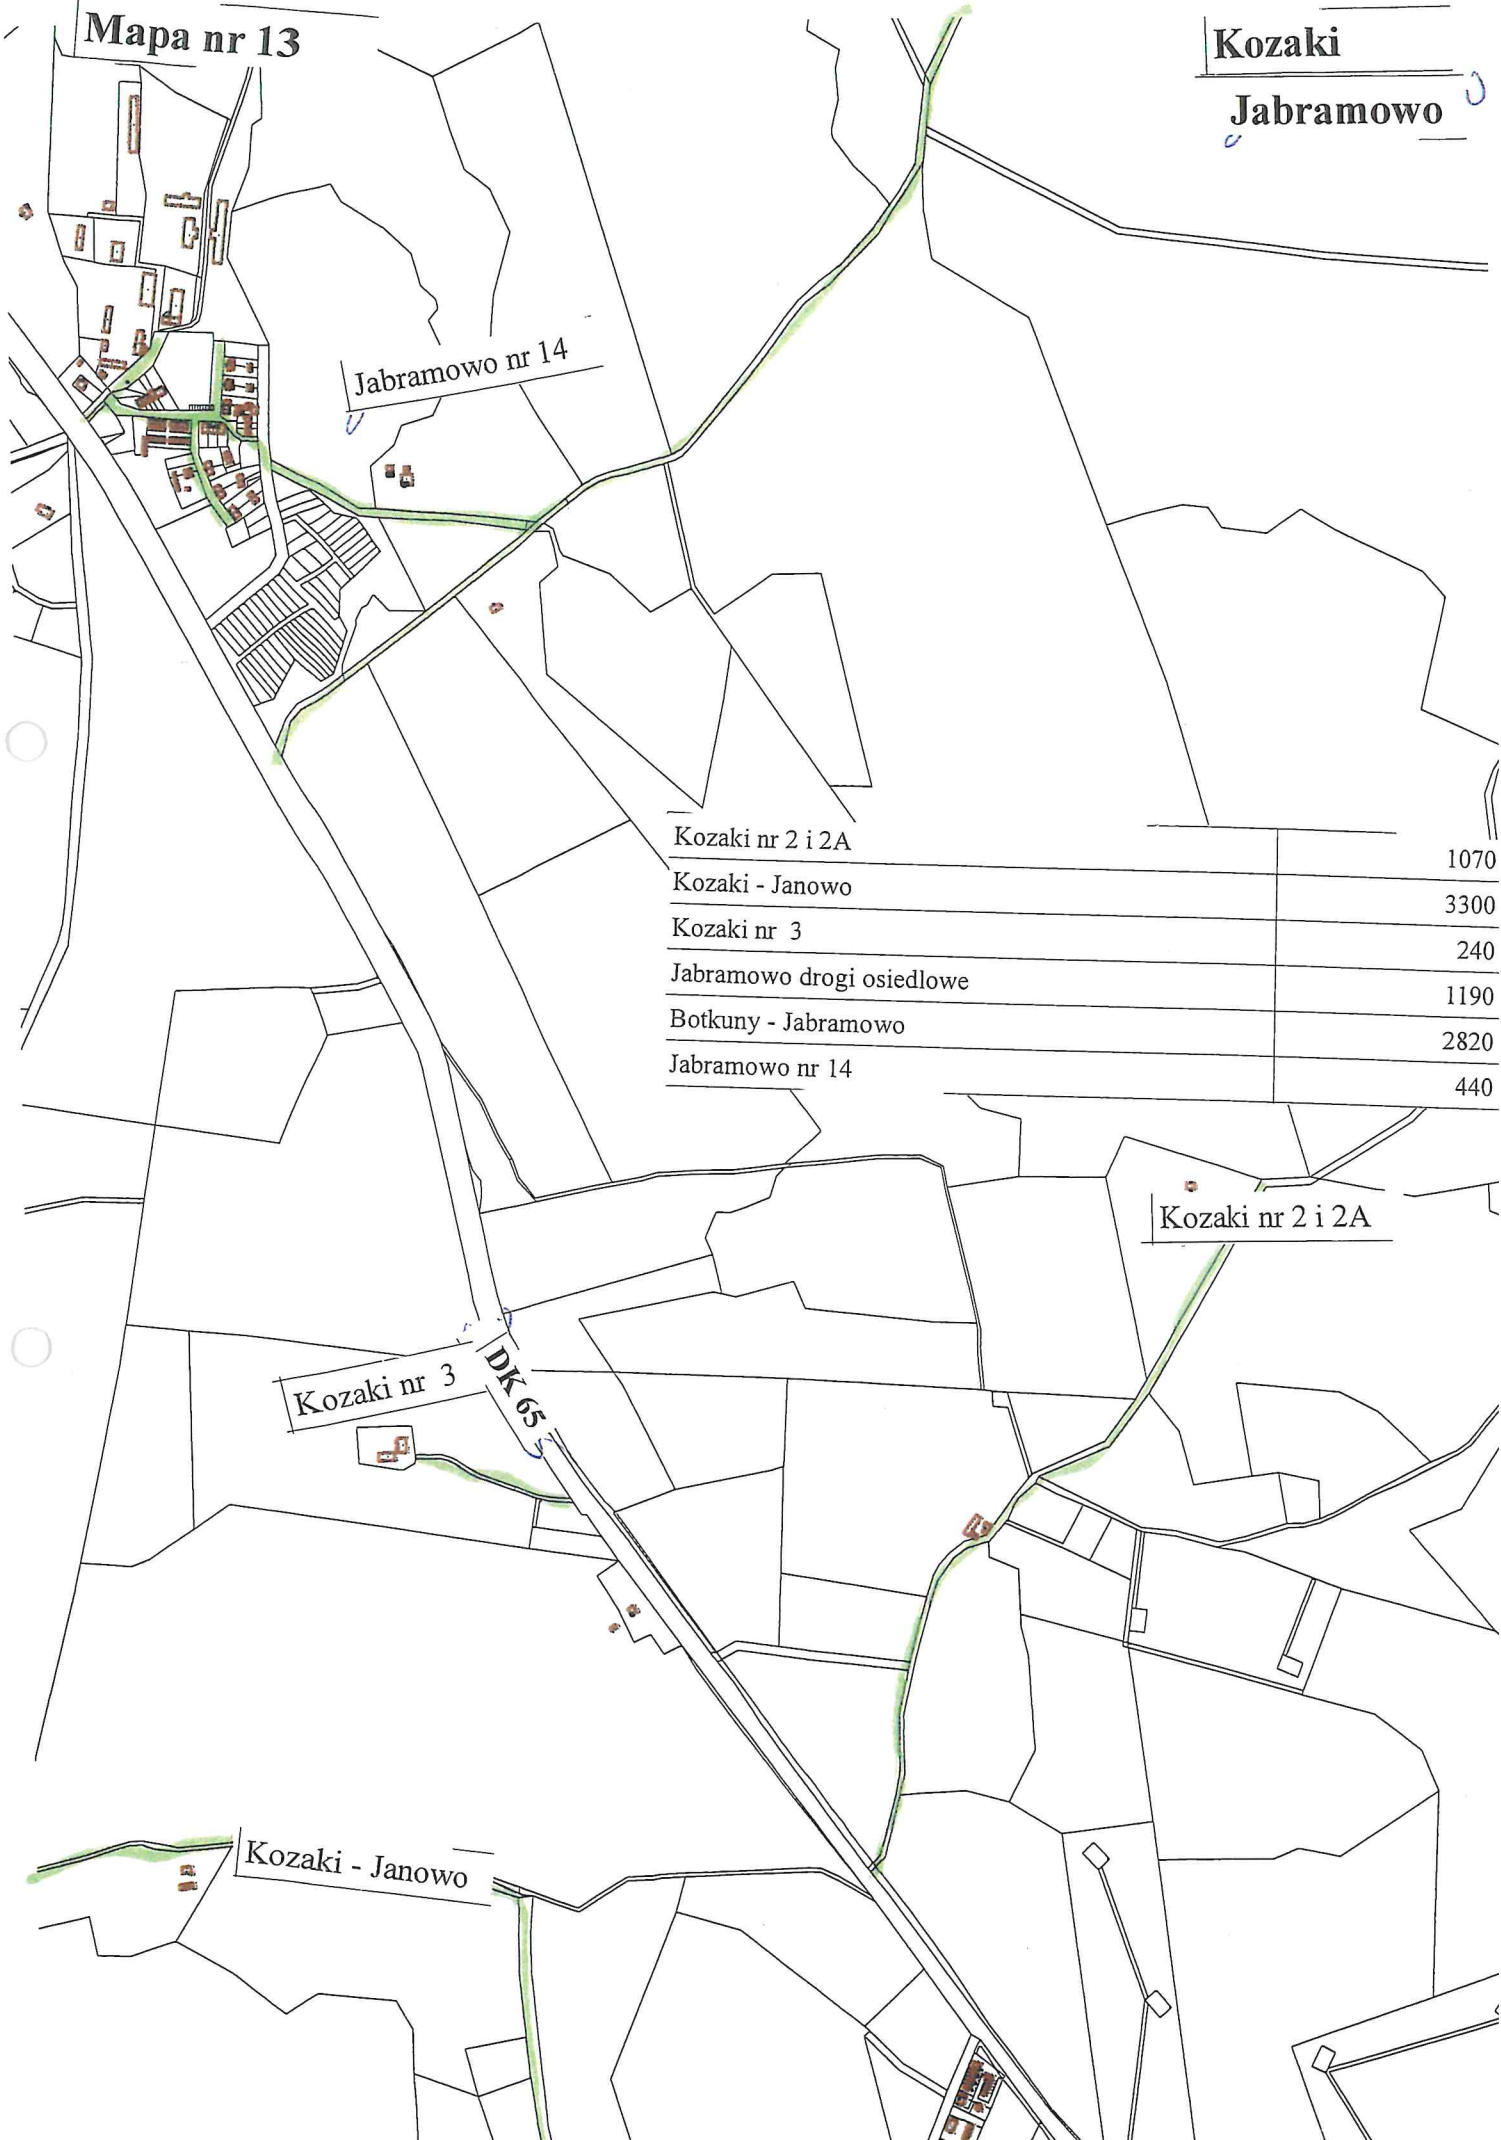 Mapa nr 13
Kozaki
Jabramowo
Jabramowo nr 14
Kozaki nr 2 i 2A 1070
Kozaki - Janowo 3300
Kozaki nr 3 240
Jabramowo drogi osiedlowe 1190
Botkuny - Jabramowo 2820
Jabramowo nr 14 440
Kozaki nr 2 i 2A
Kozaki nr 3
DK 65
Kozaki - Janowo